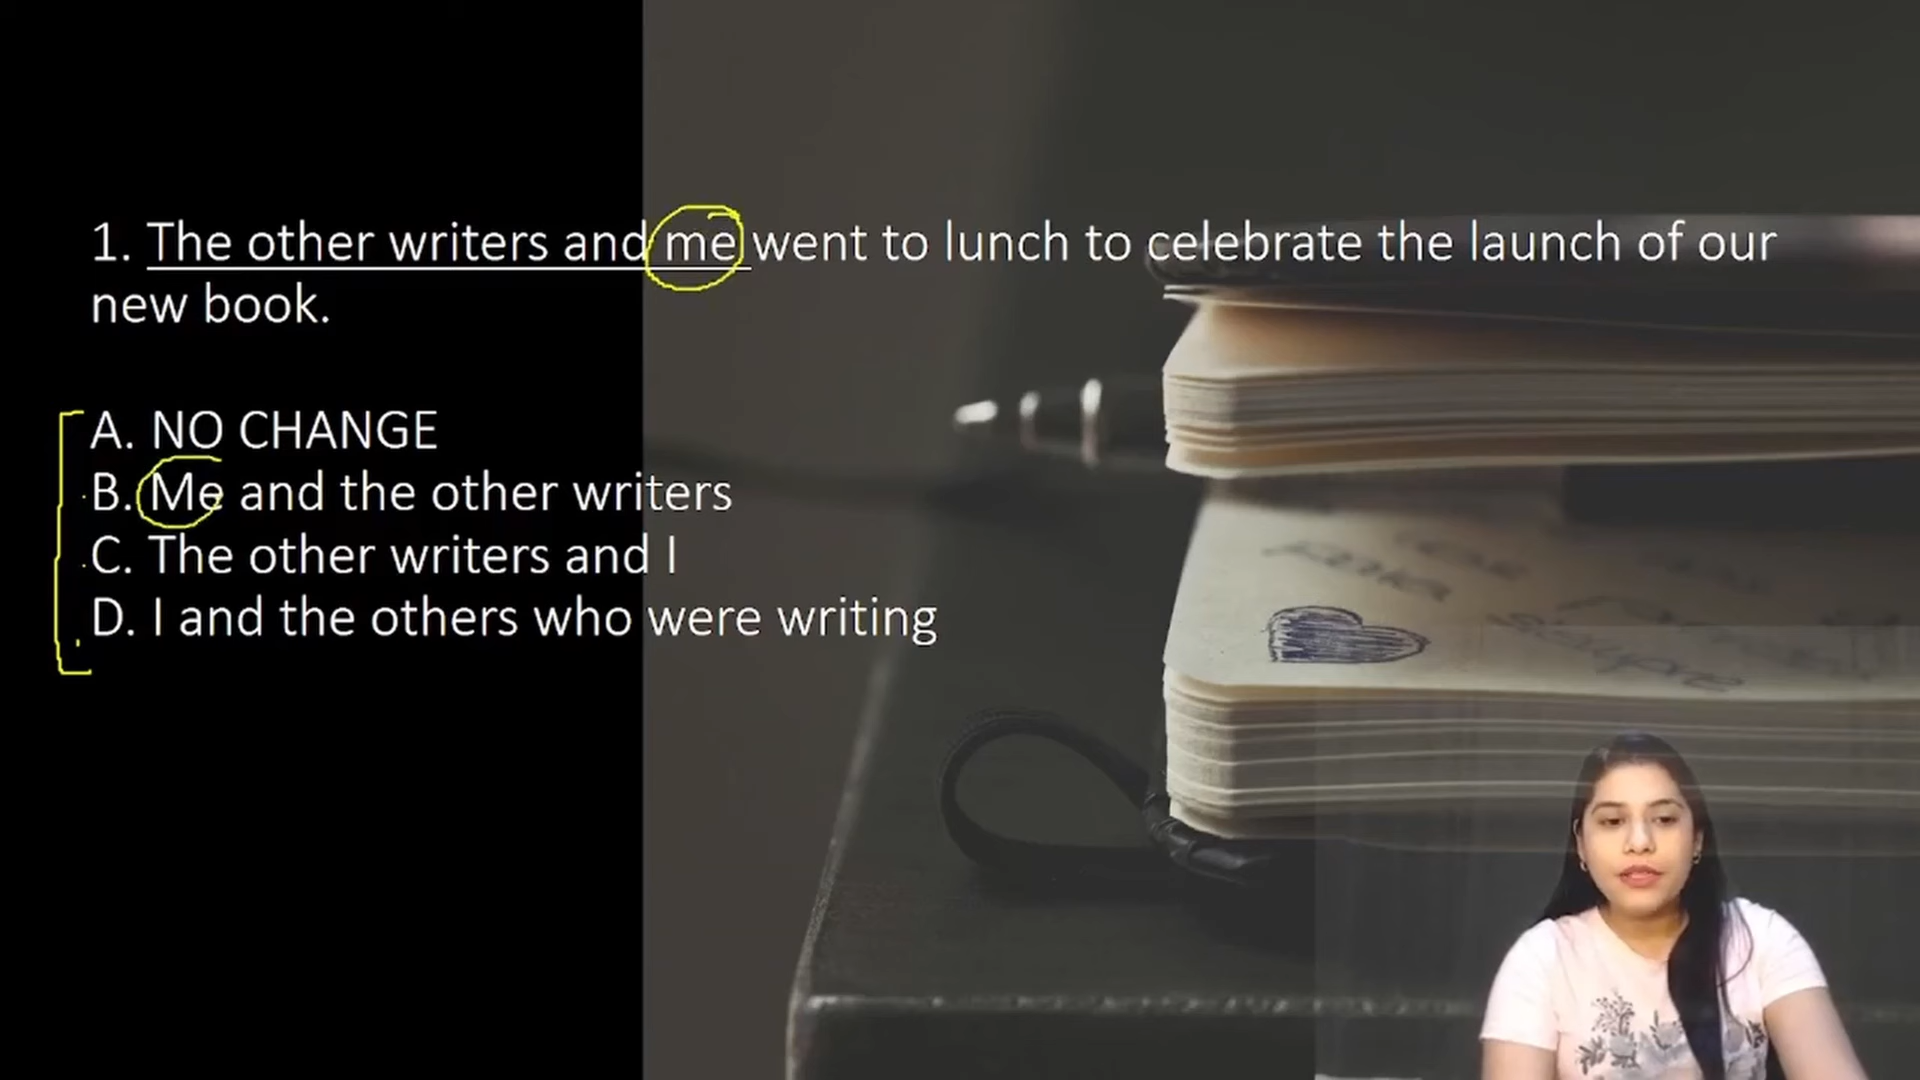 1. The other writers and me went to lunch to celebrate the launch of our
new book.
A. NO CHANGE
B. Me and the other writers
C. The other writers and I
D. I and the others who were writing